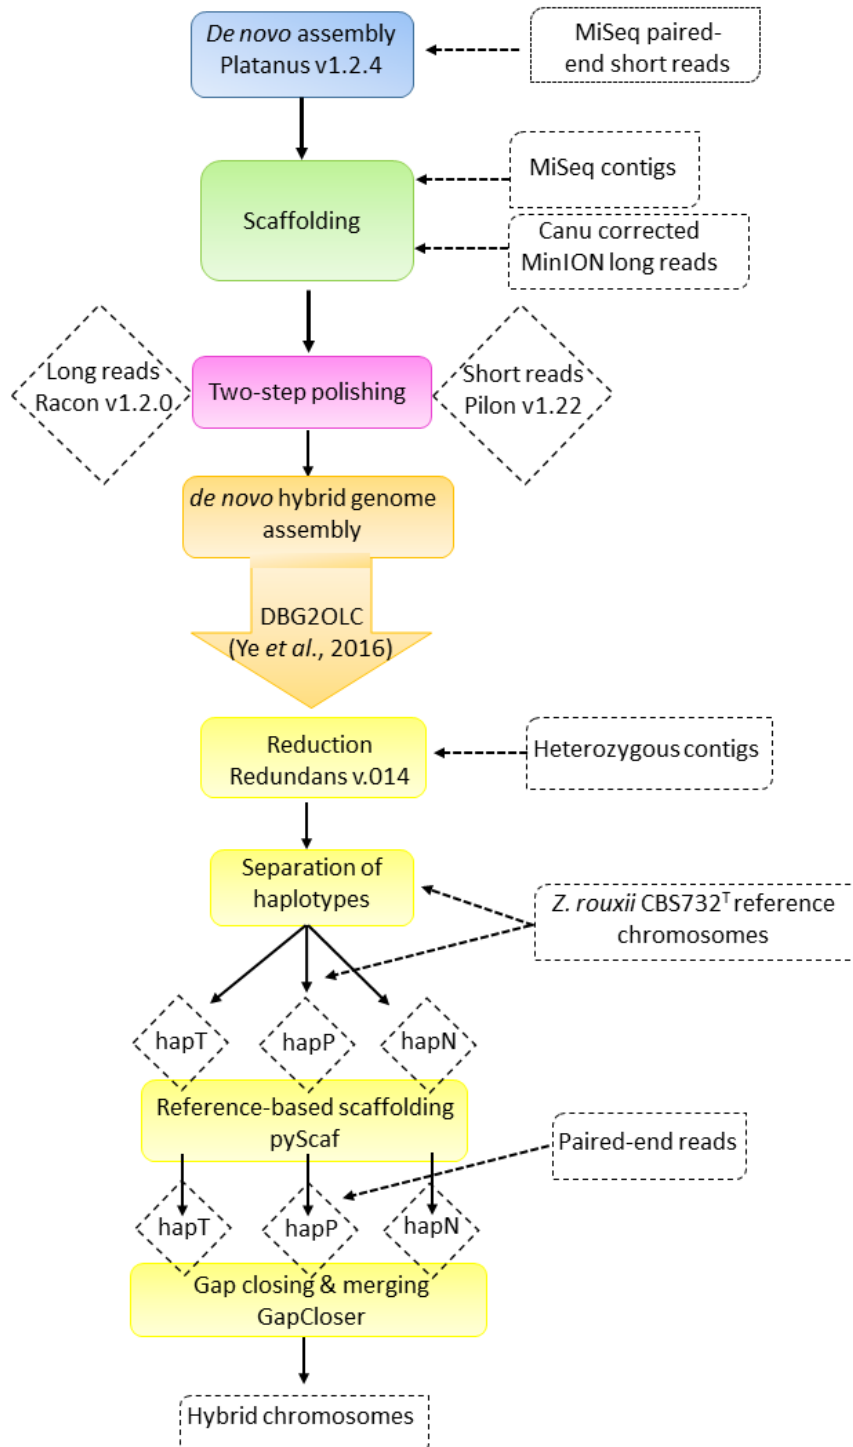 De novo assembly
Platanus v1.2.4
MiSeq paired-
end short reads
MiSeq contigs
Scaffolding
Canu corrected
MinION long reads
Long reads
Racon v1.2.0
Two-step polishing
Short reads
Pilon v1.22
de novo hybrid genome
assembly
DBG2OLC
(Ye et al., 2016)
Reduction
Redundans v.014
Heterozygous contigs
Separation of
haplotypes
Z. rouxii CBS732ᵀ reference
chromosomes
hapT
hapP
hapN
Reference-based scaffolding
pyScaf
Paired-end reads
hapT
hapP
hapN
Gap closing & merging
GapCloser
Hybrid chromosomes